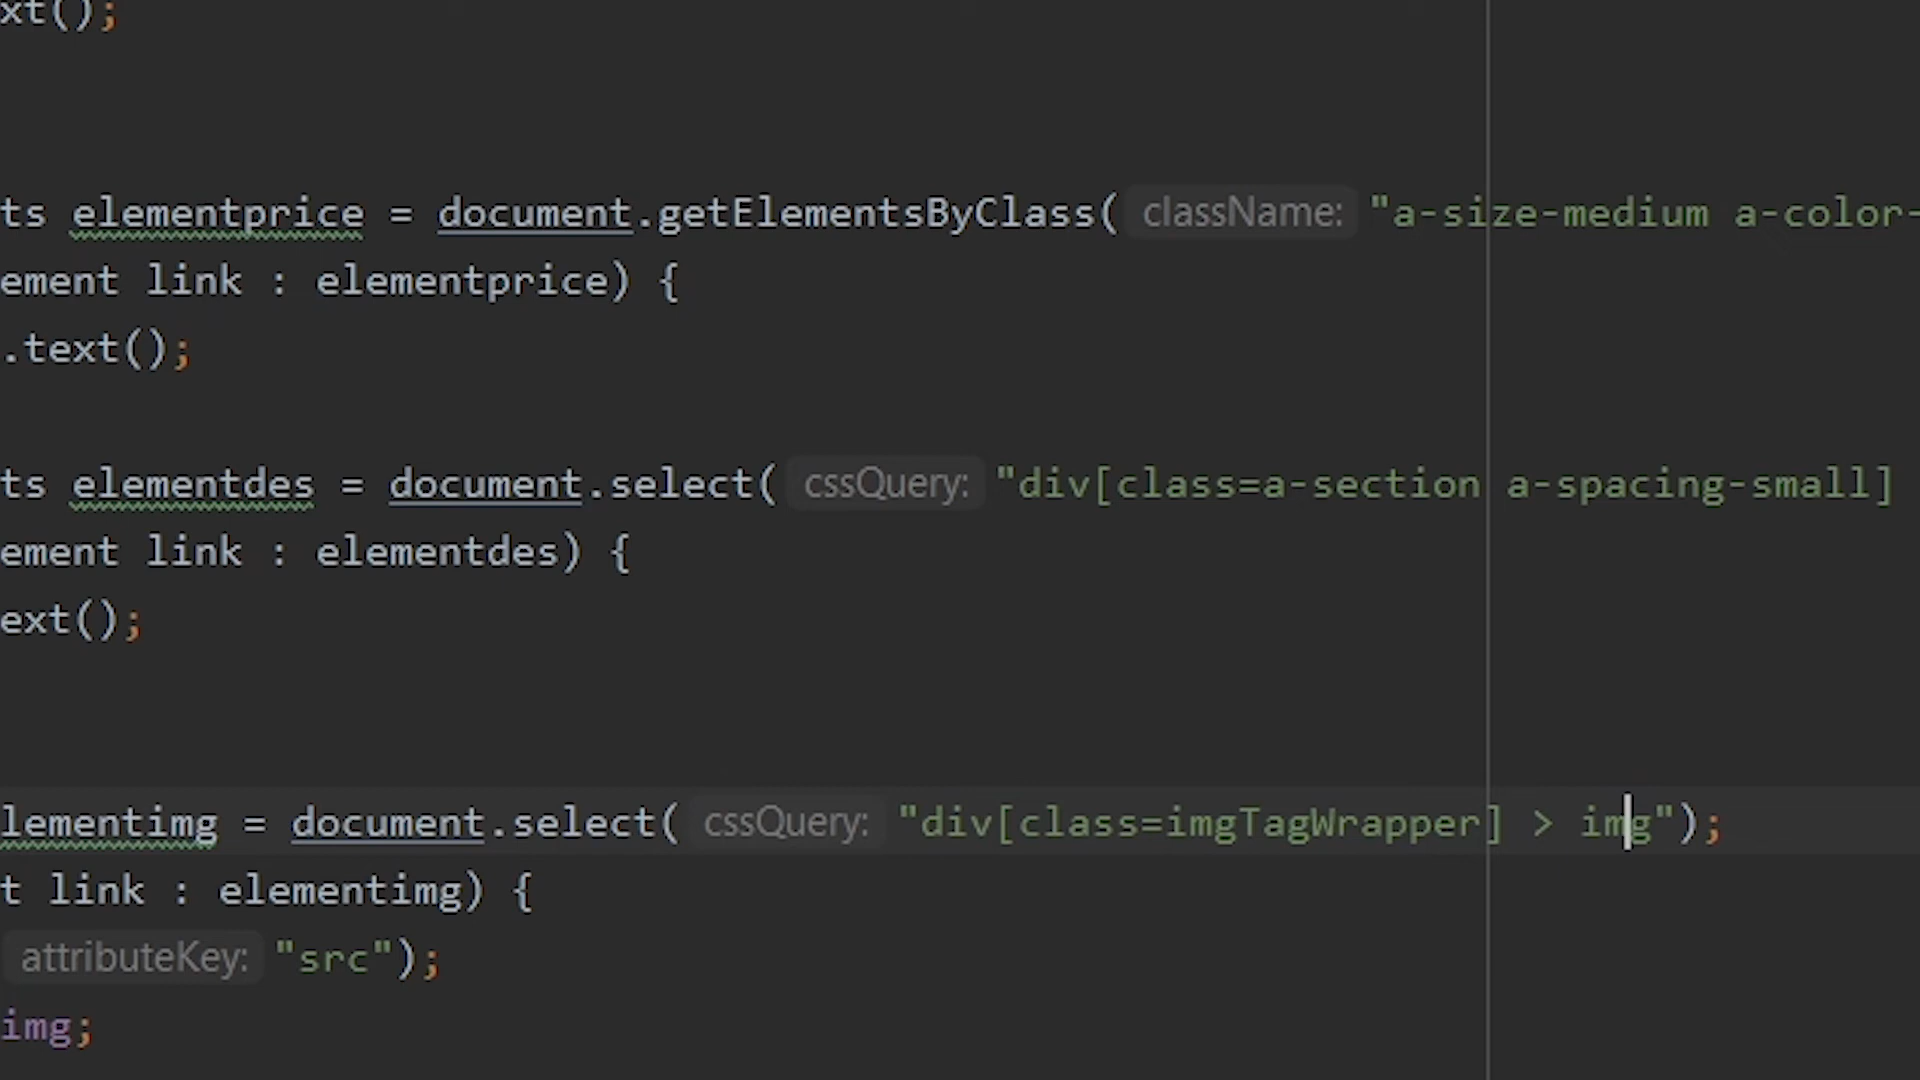 xt();
ts elementprice = document.getElementsByClass( className: "a-size-medium a-color-
ement link : elementprice) {
.text();
ts elementdes = document.select( cssQuery: "div[class=a-section a-spacing-small]
ement link : elementdes) {
ext();
lementimg = document.select( cssQuery: "div[class=imgTagWrapper] > img");
t link : elementimg) {
attributeKey: "src");
img;